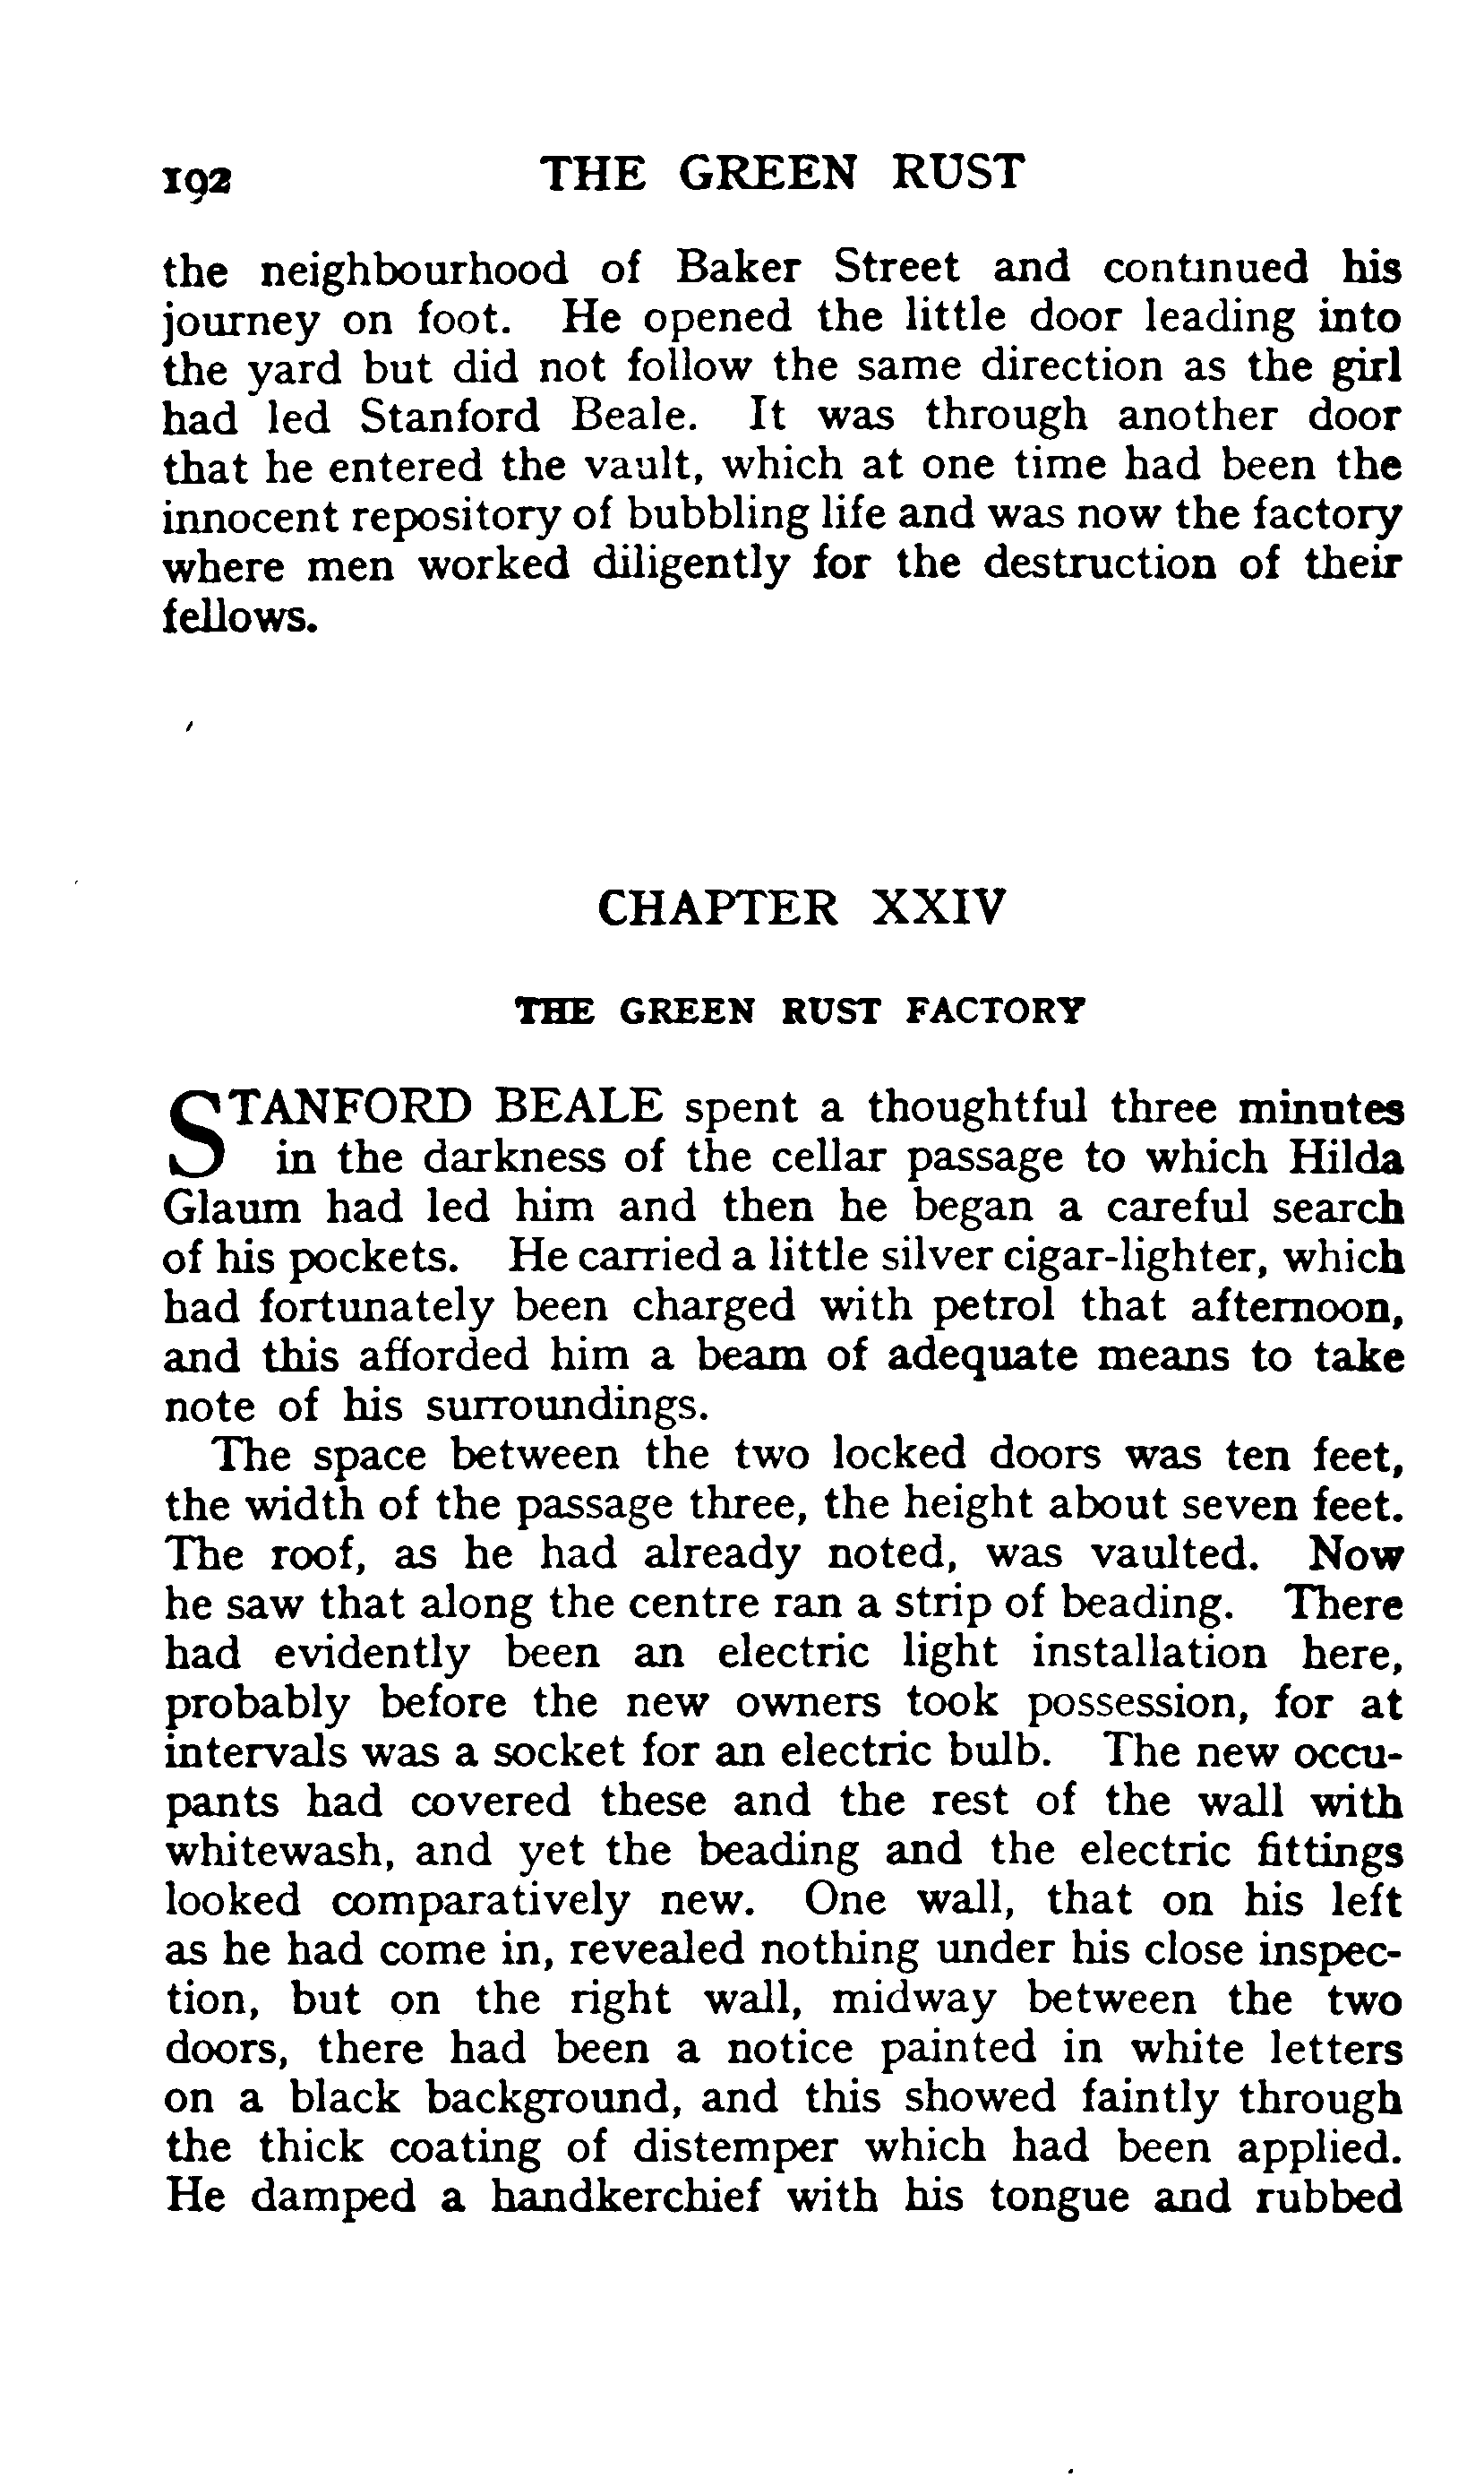 192 THE GREEN RUST
the neighbourhood of Baker Street and continued his
journey on foot. He opened the little door leading into
the yard but did not follow the same direction as the girl
had led Stanford Beale. It was through another door
that he entered the vault, which at one time had been the
innocent repository of bubbling life and was now the factory
where men worked diligently for the destruction of their
fellows.
CHAPTER XXIV
THE GREEN RUST FACTORY
STANFORD BEALE spent a thoughtful three minutes
in the darkness of the cellar passage to which Hilda
Glaum had led him and then he began a careful search
of his pockets. He carried a little silver cigar-lighter, which
had fortunately been charged with petrol that afternoon,
and this afforded him a beam of adequate means to take
note of his surroundings.
The space between the two locked doors was ten feet,
the width of the passage three, the height about seven feet.
The roof, as he had already noted, was vaulted. Now
he saw that along the centre ran a strip of beading. There
had evidently been an electric light installation here,
probably before the new owners took possession, for at
intervals was a socket for an electric bulb. The new occu-
pants had covered these and the rest of the wall with
whitewash, and yet the beading and the electric fittings
looked comparatively new. One wall, that on his left
as he had come in, revealed nothing under his close inspec-
tion, but on the right wall, midway between the two
doors, there had been a notice painted in white letters
on a black background, and this showed faintly through
the thick coating of distemper which had been applied.
He damped a handkerchief with his tongue and rubbed